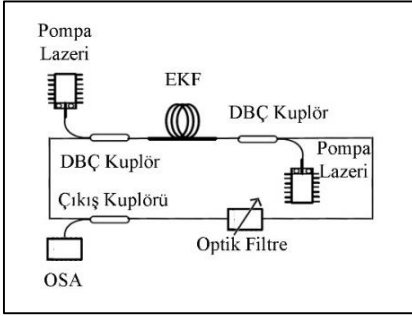 Pompa
Lazeri
EKF
DBÇ Kuplör
DBÇ Kuplör
Pompa
Lazeri
Çıkış Kuplörü
Optik Filtre
OSA